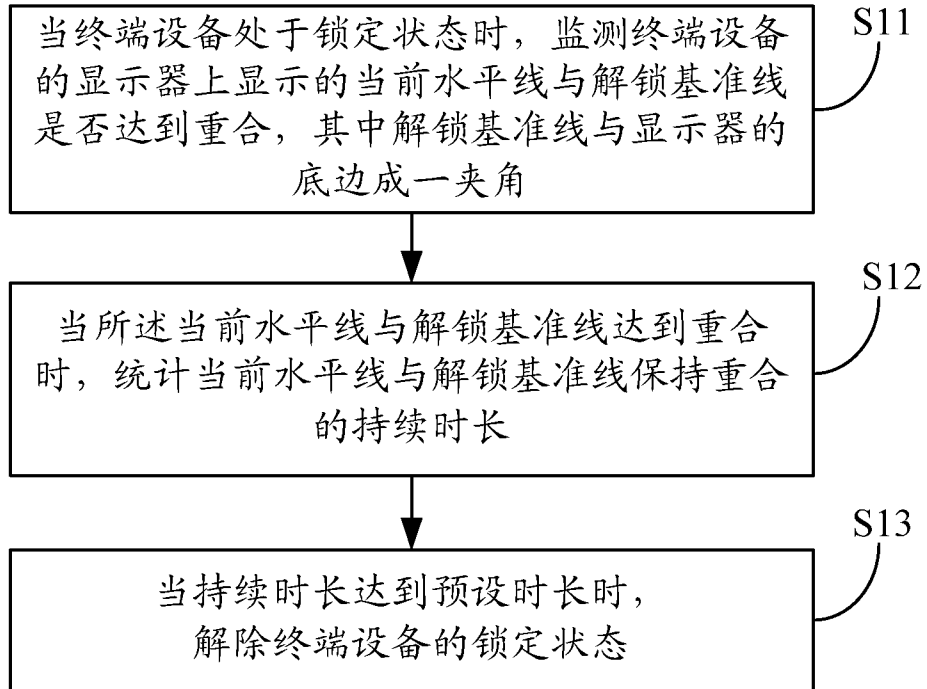 当终端设备处于锁定状态时，监测终端设备
的显示器上显示的当前水平线与解锁基准线
是否达到重合，其中解锁基准线与显示器的
底边成一夹角
S11
当所述当前水平线与解锁基准线达到重合
时，统计当前水平线与解锁基准线保持重合
的持续时长
S12
当持续时长达到预设时长时，
解除终端设备的锁定状态
S13